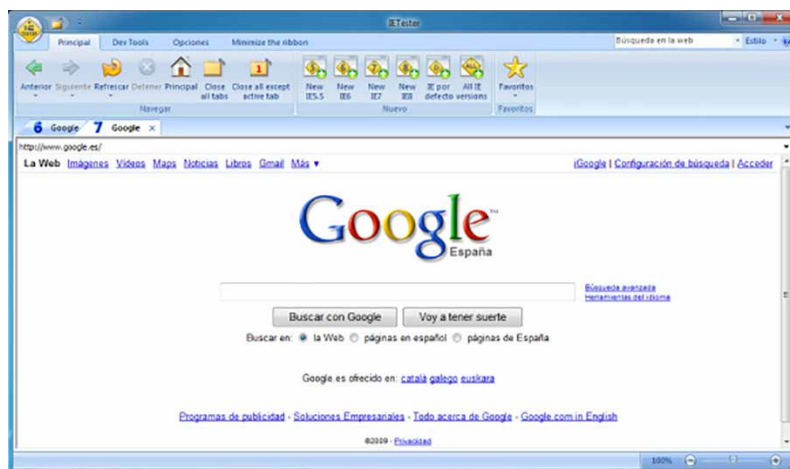 IETester
Principal Dev Tools Opciones Minimize the ribbon Búsqueda en la web Estilo
Anterior Siguiente Refrescar Detener Principal Close all tabs Close all except active tab New IE5.5 New IE6 New IE7 New IE8 IE por defecto All IE versions Favoritos
Navegar Nuevo Favoritos
6 Google 7 Google
http://www.google.es/
La Web Imágenes Vídeos Maps Noticias Libros Gmail Más ▼ iGoogle | Configuración de búsqueda | Acceder
Google™
España
Búsqueda avanzada
Herramientas del idioma
Buscar con Google Voy a tener suerte
Buscar en: la Web páginas en español páginas de España
Google es ofrecido en: català galego euskara
Programas de publicidad - Soluciones Empresariales - Todo acerca de Google - Google.com in English
©2009 - Privacidad
100%